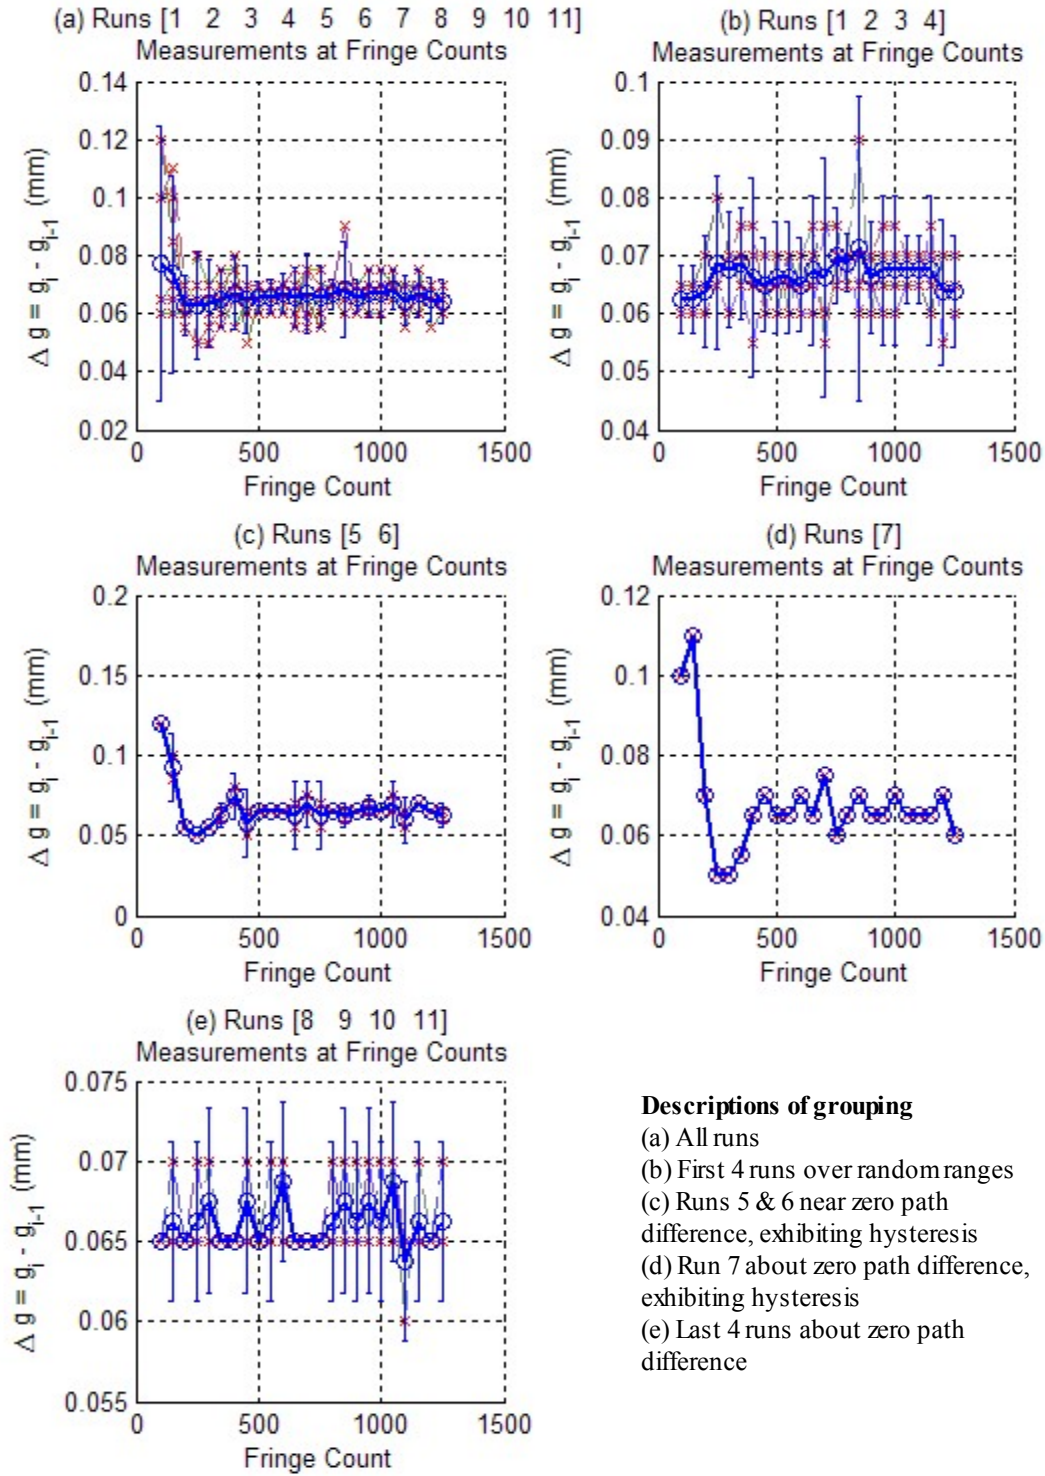 (a) Runs [1 2 3 4 5 6 7 8 9 10 11]
Measurements at Fringe Counts
0.14
0.12
0.1
0.08
0.06
0.04
0.02
Δ g = g_i - g_{i-1} (mm)
0 500 1000 1500
Fringe Count
(b) Runs [1 2 3 4]
Measurements at Fringe Counts
0.1
0.09
0.08
0.07
0.06
0.05
0.04
Δ g = g_i - g_{i-1} (mm)
0 500 1000 1500
Fringe Count
(c) Runs [5 6]
Measurements at Fringe Counts
0.2
0.15
0.1
0.05
0
Δ g = g_i - g_{i-1} (mm)
0 500 1000 1500
Fringe Count
(d) Runs [7]
Measurements at Fringe Counts
0.12
0.1
0.08
0.06
0.04
Δ g = g_i - g_{i-1} (mm)
0 500 1000 1500
Fringe Count
(e) Runs [8 9 10 11]
Measurements at Fringe Counts
0.075
0.07
0.065
0.06
0.055
Δ g = g_i - g_{i-1} (mm)
0 500 1000 1500
Fringe Count
Descriptions of grouping
(a) All runs
(b) First 4 runs over random ranges
(c) Runs 5 & 6 near zero path
difference, exhibiting hysteresis
(d) Run 7 about zero path difference,
exhibiting hysteresis
(e) Last 4 runs about zero path
difference